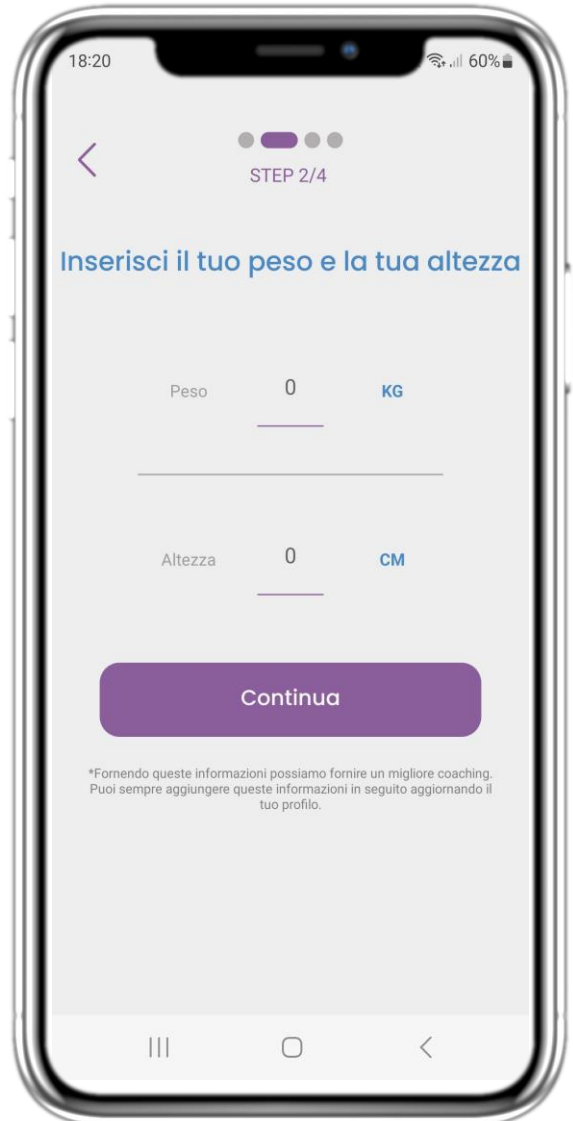 18:20
60%
STEP 2/4
Inserisci il tuo peso e la tua altezza
Peso 0 KG
Altezza 0 CM
Continua
*Fornendo queste informazioni possiamo fornire un migliore coaching.
Puoi sempre aggiungere queste informazioni in seguito aggiornando il
tuo profilo.